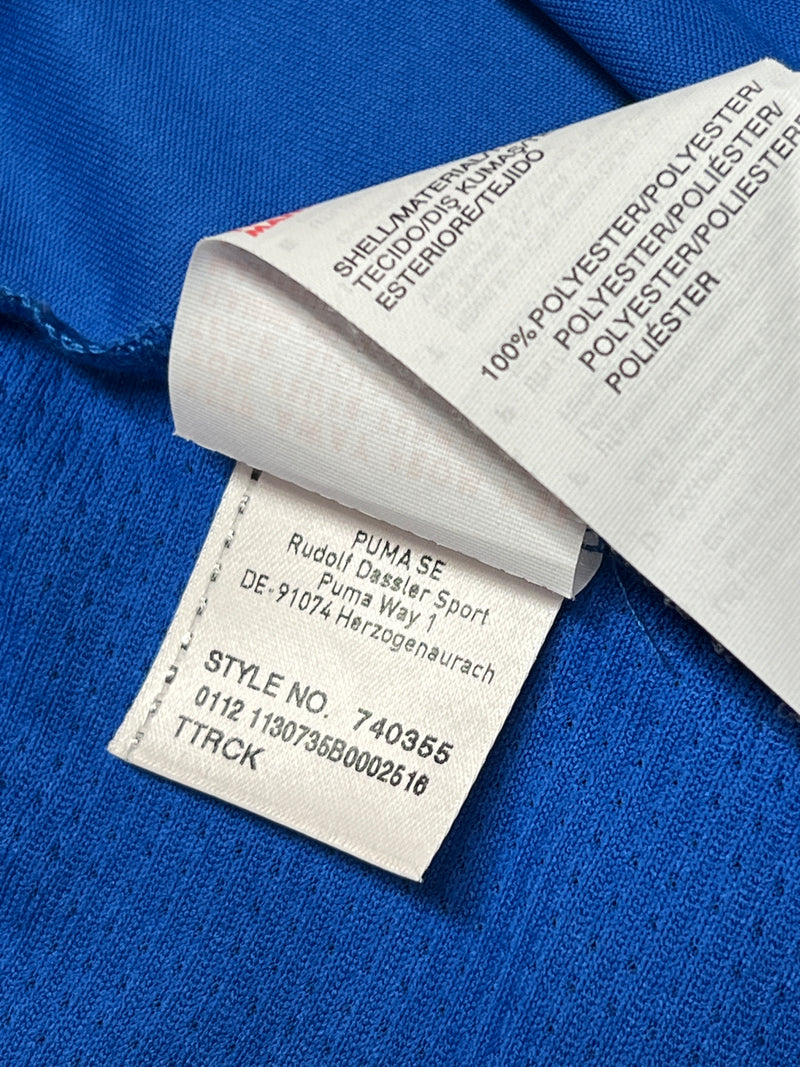 SHELL/MATERIAL
TECIDO/DIŞ KUMAŞ/
ESTERIORE/TEJIDO
100% POLYESTER/POLYESTER/
POLYESTER/POLIÉSTER/
POLYESTER/POLIESTERE
POLIÉSTER
PUMA SE
Rudolf Dassler Sport
Puma Way 1
DE-91074 Herzogenaurach
STYLE NO. 740355
0112 1130735B0002516
TTRCK